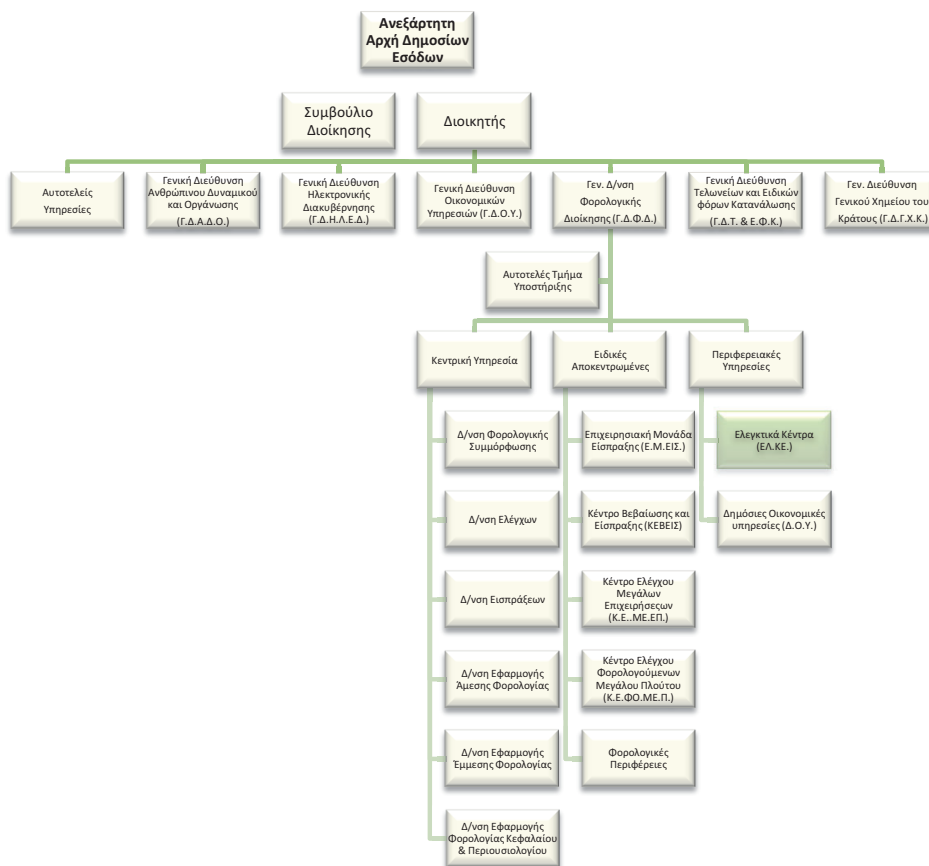 Ανεξάρτητη
Αρχή Δημοσίων
Εσόδων
Συμβούλιο
Διοίκησης
Διοικητής
Αυτοτελείς
Υπηρεσίες
Γενική Διεύθυνση
Ανθρώπινου Δυναμικού
και Οργάνωσης
(Γ.Δ.Α.Δ.Ο.)
Γενική Διεύθυνση
Ηλεκτρονικής
Διακυβέρνησης
(Γ.Δ.Η.Λ.Ε.Δ.)
Γενική Διεύθυνση
Οικονομικών
Υπηρεσιών (Γ.Δ.Ο.Υ.)
Γεν. Δ/νση
Φορολογικής
Διοίκησης (Γ.Δ.Φ.Δ.)
Γενική Διεύθυνση
Τελωνείων και Ειδικών
φόρων Κατανάλωσης
(Γ.Δ.Τ. & Ε.Φ.Κ.)
Γεν. Διεύθυνση
Γενικού Χημείου του
Κράτους (Γ.Δ.Γ.Χ.Κ.)
Αυτοτελές Τμήμα
Υποστήριξης
Κεντρική Υπηρεσία
Ειδικές
Αποκεντρωμένες
Περιφερειακές
Υπηρεσίες
Δ/νση Φορολογικής
Συμμόρφωσης
Επιχειρησιακή Μονάδα
Είσπραξης (Ε.Μ.ΕΙΣ.)
Ελεγκτικά Κέντρα
(ΕΛ.ΚΕ.)
Δ/νση Ελέγχων
Κέντρο Βεβαίωσης και
Είσπραξης (ΚΕΒΕΙΣ)
Δημόσιες Οικονομικές
υπηρεσίες (Δ.Ο.Υ.)
Δ/νση Εισπράξεων
Κέντρο Ελέγχου
Μεγάλων
Επιχειρήσεςων
(Κ.Ε..ΜΕ.ΕΠ.)
Δ/νση Εφαρμογής
Άμεσης Φορολογίας
Κέντρο Ελέγχου
Φορολογούμενων
Μεγάλου Πλούτου
(Κ.Ε.ΦΟ.ΜΕ.Π.)
Δ/νση Εφαρμογής
Έμμεσης Φορολογίας
Φορολογικές
Περιφέρειες
Δ/νση Εφαρμογής
Φορολογίας Κεφαλαίου
& Περιουσιολογίου